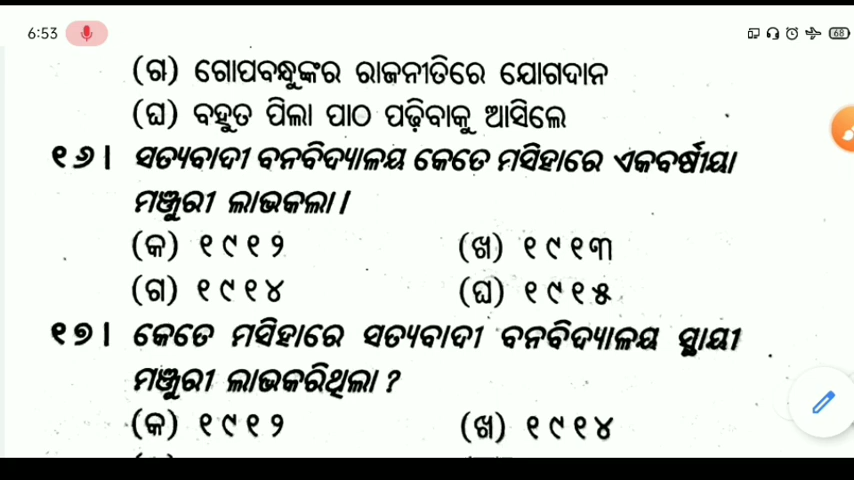 6:53
68
(ଗ) ଗୋପବନ୍ଧୁଙ୍କର ରାଜନୀତିରେ ଯୋଗଦାନ
(ଘ) ବହୁତ ପିଲା ପାଠ ପଢ଼ିବାକୁ ଆସିଲେ
୧୬। ସତ୍ୟବାଦୀ ବନବିଦ୍ୟାଳୟ କେତେ ମସିହାରେ ଏକବର୍ଷୀୟା
ମଞ୍ଜୁରୀ ଲାଭକଲା।
(କ) ୧୯୧୨ (ଖ) ୧୯୧୩
(ଗ) ୧୯୧୪ (ଘ) ୧୯୧୫
୧୭। କେତେ ମସିହାରେ ସତ୍ୟବାଦୀ ବନବିଦ୍ୟାଳୟ ସ୍ଥାୟୀ
ମଞ୍ଜୁରୀ ଲାଭକରିଥିଲା ?
(କ) ୧୯୧୨ (ଖ) ୧୯୧୪